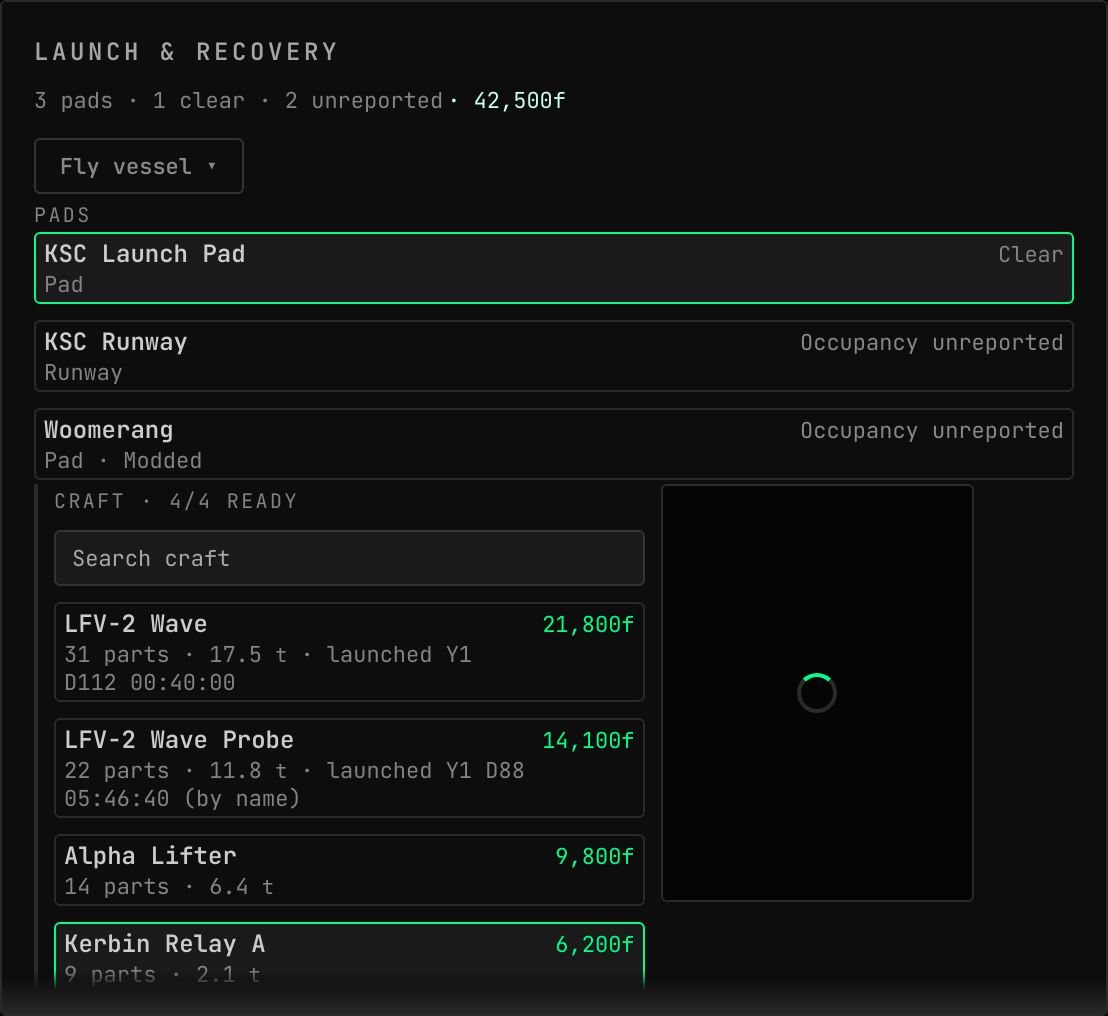 LAUNCH & RECOVERY
3 pads · 1 clear · 2 unreported · 42,500f
Fly vessel ▾
PADS
KSC Launch Pad Clear
Pad
KSC Runway Occupancy unreported
Runway
Woomerang Occupancy unreported
Pad · Modded
CRAFT · 4/4 READY
Search craft
LFV-2 Wave 21,800f
31 parts · 17.5 t · launched Y1
D112 00:40:00
LFV-2 Wave Probe 14,100f
22 parts · 11.8 t · launched Y1 D88
05:46:40 (by name)
Alpha Lifter 9,800f
14 parts · 6.4 t
Kerbin Relay A 6,200f
9 parts · 2.1 t